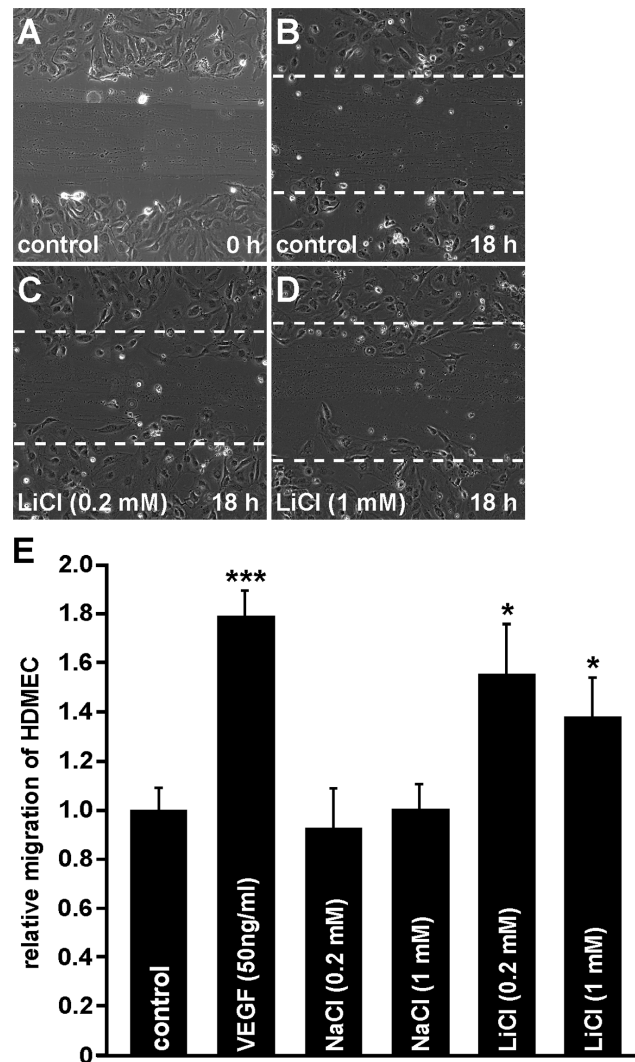 A
control 0 h
B
control 18 h
C
LiCl (0.2 mM) 18 h
D
LiCl (1 mM) 18 h
E
relative migration of HDMEC
2.0
1.8
1.6
1.4
1.2
1.0
0.8
0.6
0.4
0.2
0
***
*
*
control
VEGF (50ng/ml)
NaCl (0.2 mM)
NaCl (1 mM)
LiCl (0.2 mM)
LiCl (1 mM)